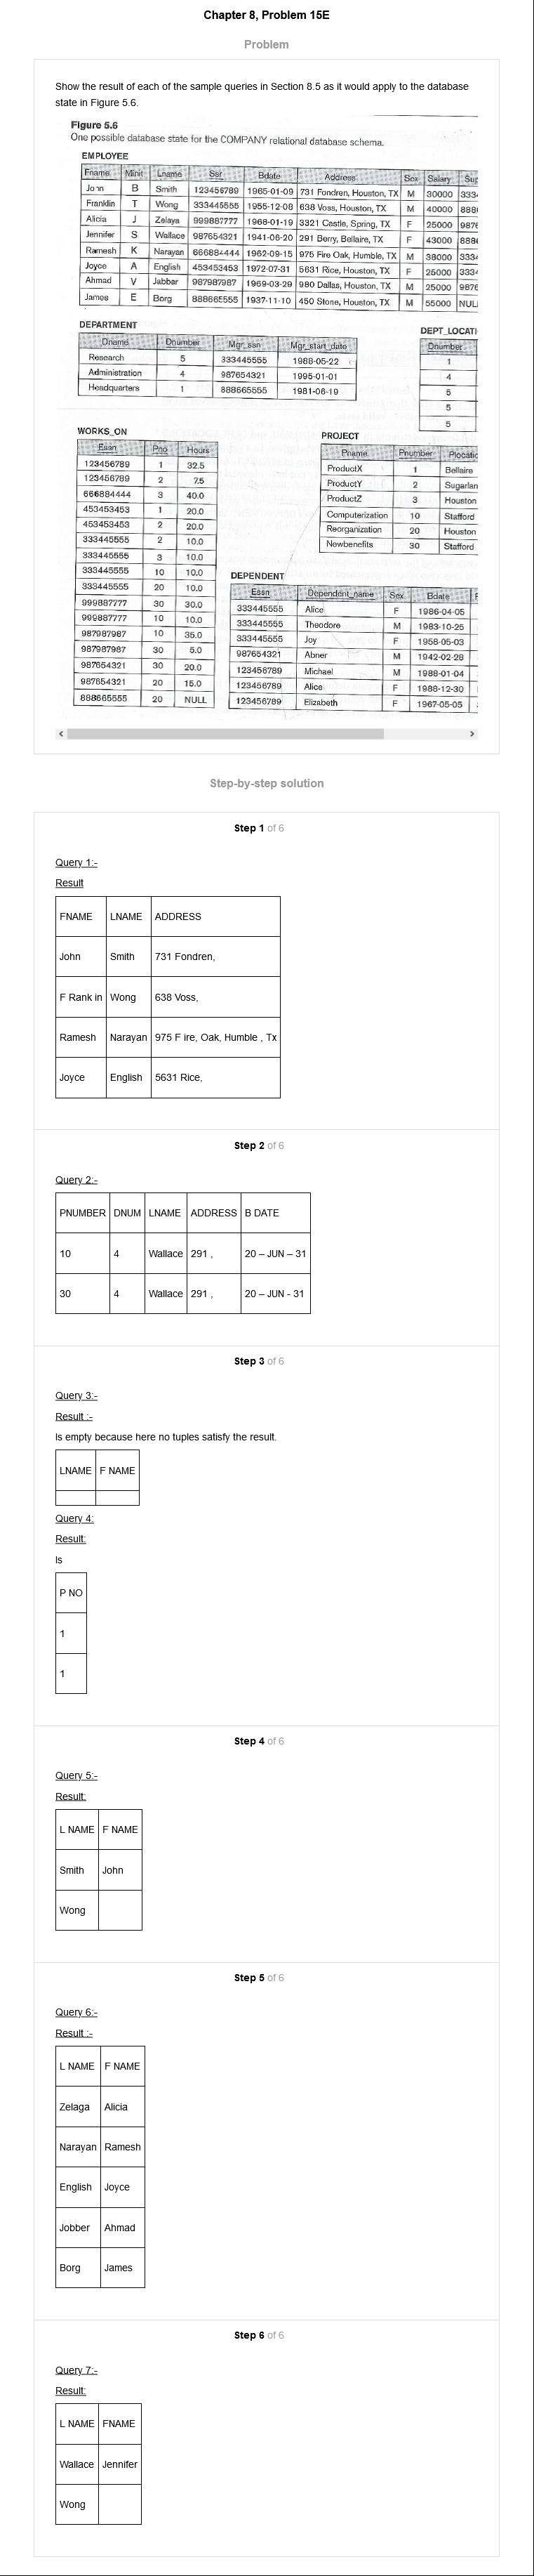 Chapter 8, Problem 15E
Problem
Show the result of each of the sample queries in Section 8.5 as it would apply to the database
state in Figure 5.6.
Figure 5.6
One possible database state for the COMPANY relational database schema.
EMPLOYEE
Fname Minit Lname Ssn Bdate Address Sex Salary Sup
John B Smith 123456789 1965-01-09 731 Fondren, Houston, TX M 30000 3334
Franklin T Wong 333445555 1955-12-08 638 Voss, Houston, TX M 40000 8886
Alicia J Zelaya 999887777 1968-01-19 3321 Castle, Spring, TX F 25000 9876
Jennifer S Wallace 987654321 1941-06-20 291 Berry, Bellaire, TX F 43000 8886
Ramesh K Narayan 666884444 1962-09-15 975 Fire Oak, Humble, TX M 38000 3334
Joyce A English 453453453 1972-07-31 5631 Rice, Houston, TX F 25000 3334
Ahmad V Jabbar 987987987 1969-03-29 980 Dallas, Houston, TX M 25000 9876
James E Borg 888665555 1937-11-10 450 Stone, Houston, TX M 55000 NUL
DEPARTMENT
Dname Dnumber Mgr_ssn Mgr_start_date
Research 5 333445555 1988-05-22
Administration 4 987654321 1995-01-01
Headquarters 1 888665555 1981-06-19
DEPT_LOCATI
Dnumber
1
4
5
5
5
WORKS_ON
Essn Pno Hours
123456789 1 32.5
123456789 2 7.5
666884444 3 40.0
453453453 1 20.0
453453453 2 20.0
333445555 2 10.0
333445555 3 10.0
333445555 10 10.0
333445555 20 10.0
999887777 30 30.0
999887777 10 10.0
987987987 10 35.0
987987987 30 5.0
987654321 30 20.0
987654321 20 15.0
888665555 20 NULL
PROJECT
Pname Pnumber Plocatio
ProductX 1 Bellaire
ProductY 2 Sugarlan
ProductZ 3 Houston
Computerization 10 Stafford
Reorganization 20 Houston
Newbenefits 30 Stafford
DEPENDENT
Essn Dependent_name Sex Bdate
333445555 Alice F 1986-04-05
333445555 Theodore M 1983-10-25
333445555 Joy F 1958-05-03
987654321 Abner M 1942-02-28
123456789 Michael M 1988-01-04
123456789 Alice F 1988-12-30
123456789 Elizabeth F 1967-05-05
Step-by-step solution
Step 1 of 6
Query 1:-
Result
FNAME LNAME ADDRESS
John Smith 731 Fondren,
F Rank in Wong 638 Voss,
Ramesh Narayan 975 F ire, Oak, Humble , Tx
Joyce English 5631 Rice,
Step 2 of 6
Query 2:-
PNUMBER DNUM LNAME ADDRESS B DATE
10 4 Wallace 291 , 20 – JUN – 31
30 4 Wallace 291 , 20 – JUN - 31
Step 3 of 6
Query 3:-
Result :-
Is empty because here no tuples satisfy the result.
LNAME F NAME
Query 4:
Result:
Is
P NO
1
1
Step 4 of 6
Query 5:-
Result:
L NAME F NAME
Smith John
Wong
Step 5 of 6
Query 6:-
Result :-
L NAME F NAME
Zelaga Alicia
Narayan Ramesh
English Joyce
Jobber Ahmad
Borg James
Step 6 of 6
Query 7:-
Result:
L NAME FNAME
Wallace Jennifer
Wong